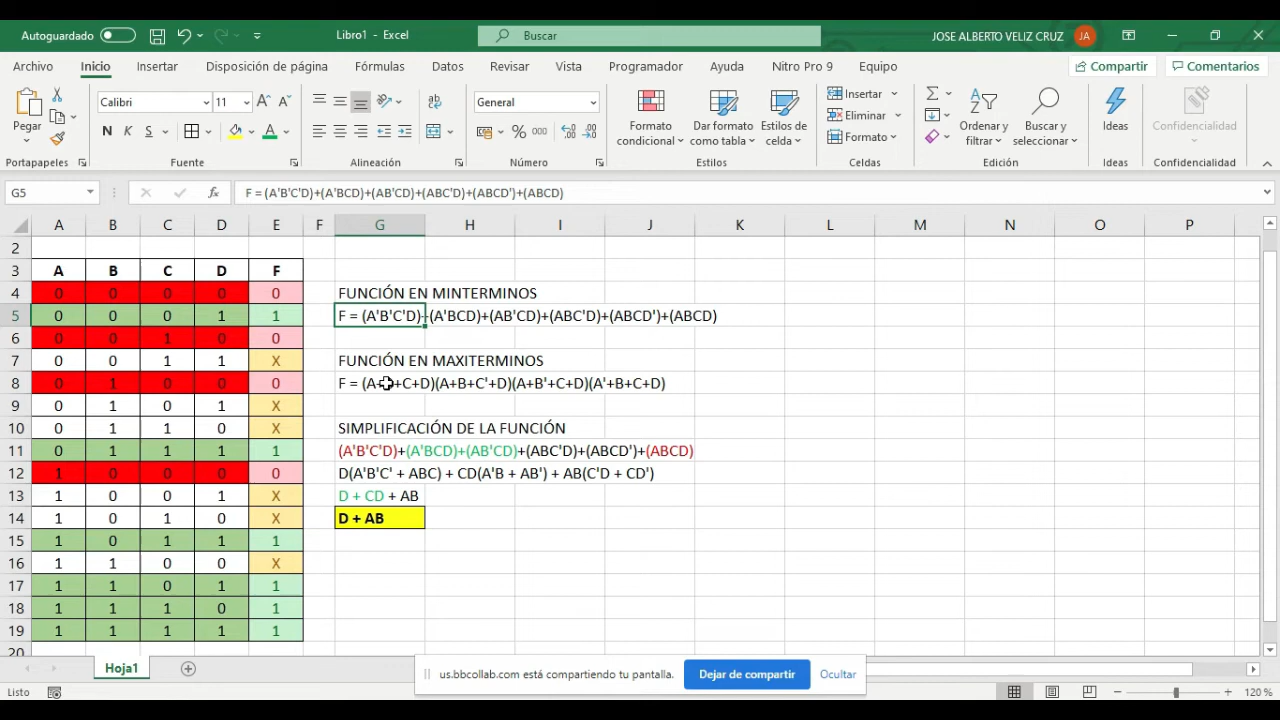 Autoguardado
Libro1 - Excel
Buscar
JOSE ALBERTO VELIZ CRUZ
JA
Archivo Inicio Insertar Disposición de página Fórmulas Datos Revisar Vista Programador Ayuda Nitro Pro 9 Equipo
Compartir Comentarios
Pegar
Calibri 11
N K S
General
% 000
Formato condicional
Dar formato como tabla
Estilos de celda
Insertar
Eliminar
Formato
Ordenar y filtrar
Buscar y seleccionar
Ideas
Confidencialidad
Portapapeles Fuente Alineación Número Estilos Celdas Edición Ideas Confidencialidad
G5 fx F = (A'B'C'D)+(A'BCD)+(AB'CD)+(ABC'D)+(ABCD')+(ABCD)
A B C D E F G H I J K L M N O P
2
3 A B C D F
4 0 0 0 0 0 FUNCIÓN EN MINTERMINOS
5 0 0 0 1 1 F = (A'B'C'D)+(A'BCD)+(AB'CD)+(ABC'D)+(ABCD')+(ABCD)
6 0 0 1 0 0
7 0 0 1 1 X FUNCIÓN EN MAXITERMINOS
8 0 1 0 0 0 F = (A+B+C+D)(A+B+C'+D)(A+B'+C+D)(A'+B+C+D)
9 0 1 0 1 X
10 0 1 1 0 X SIMPLIFICACIÓN DE LA FUNCIÓN
11 0 1 1 1 1 (A'B'C'D)+(A'BCD)+(AB'CD)+(ABC'D)+(ABCD')+(ABCD)
12 1 0 0 0 0 D(A'B'C' + ABC) + CD(A'B + AB') + AB(C'D + CD')
13 1 0 0 1 X D + CD + AB
14 1 0 1 0 X D + AB
15 1 0 1 1 1
16 1 1 0 0 X
17 1 1 0 1 1
18 1 1 1 0 1
19 1 1 1 1 1
20
Hoja1
us.bbcollab.com está compartiendo tu pantalla. Dejar de compartir Ocultar
Listo
120 %